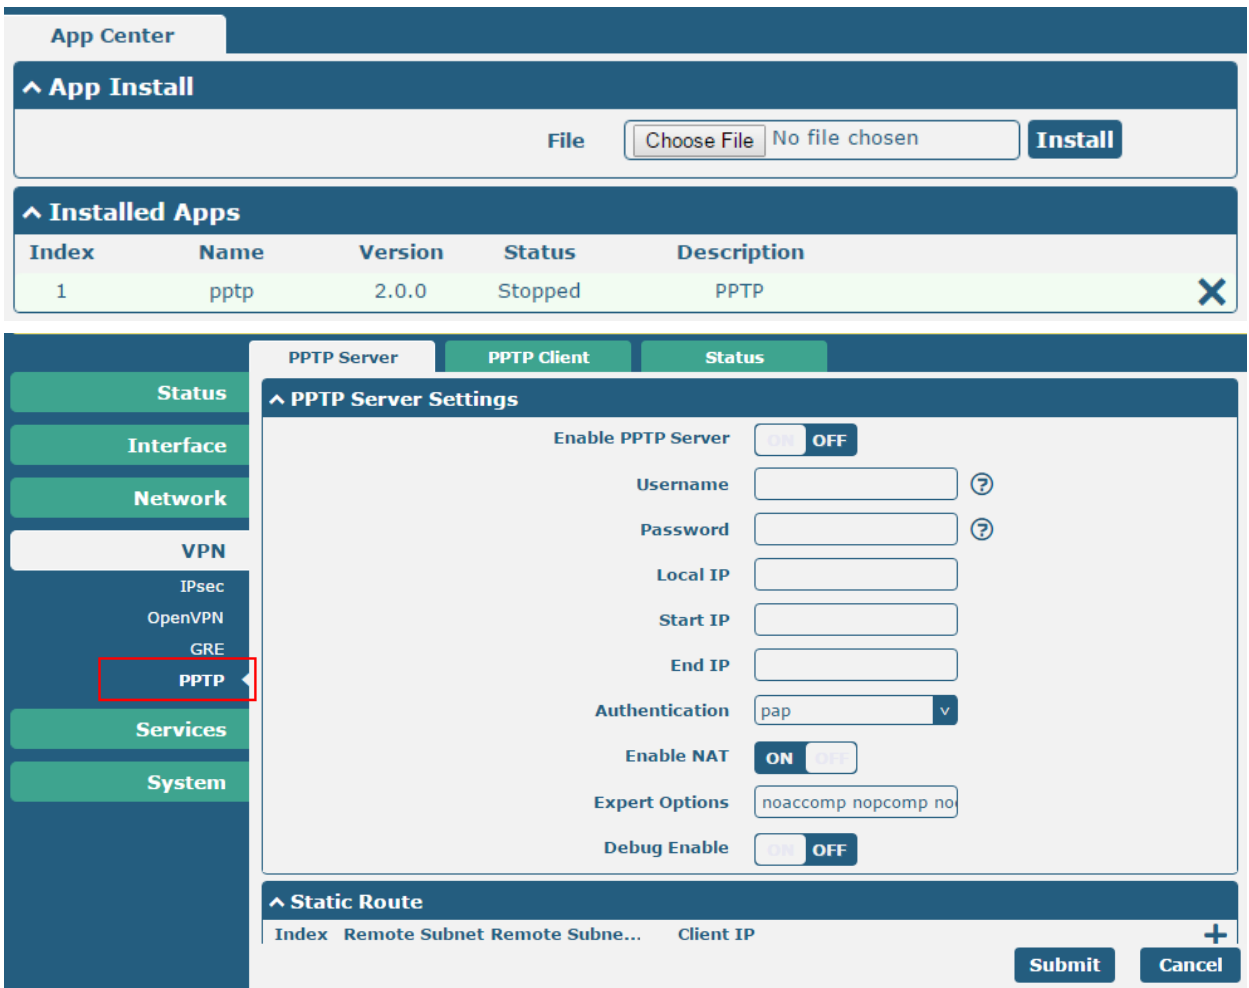 App Center
App Install
File Choose File No file chosen Install
Installed Apps
Index Name Version Status Description
1 pptp 2.0.0 Stopped PPTP
PPTP Server PPTP Client Status
Status
Interface
Network
VPN
IPsec
OpenVPN
GRE
PPTP
Services
System
PPTP Server Settings
Enable PPTP Server ON OFF
Username
Password
Local IP
Start IP
End IP
Authentication pap
Enable NAT ON OFF
Expert Options noaccomp nopcomp
Debug Enable ON OFF
Static Route
Index Remote Subnet Remote Subne... Client IP
Submit Cancel